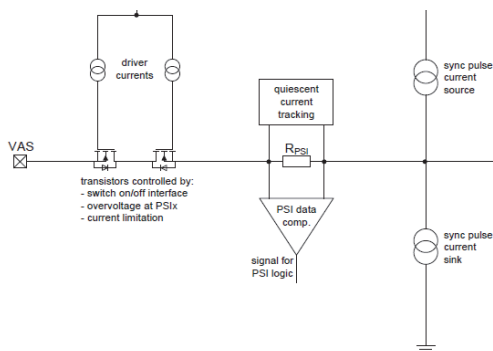 driver
currents
sync pulse
current
source
quiescent
current
tracking
VAS
RPSI
transistors controlled by:
- switch on/off interface
- overvoltage at PSIx
- current limitation
PSI data
comp.
sync pulse
current
sink
signal for
PSI logic